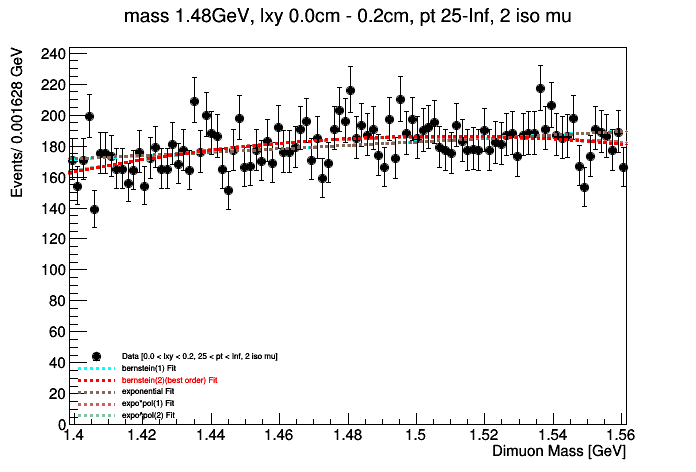 mass 1.48GeV, lxy 0.0cm - 0.2cm, pt 25-Inf, 2 iso mu
Events/ 0.001628 GeV
240
220
200
180
160
140
120
100
80
60
40
20
0
Data [0.0 < lxy < 0.2, 25 < pt < Inf, 2 iso mu]
bernstein(1) Fit
bernstein(2)(best order) Fit
exponential Fit
expo*pol(1) Fit
expo*pol(2) Fit
1.4 1.42 1.44 1.46 1.48 1.5 1.52 1.54 1.56
Dimuon Mass [GeV]